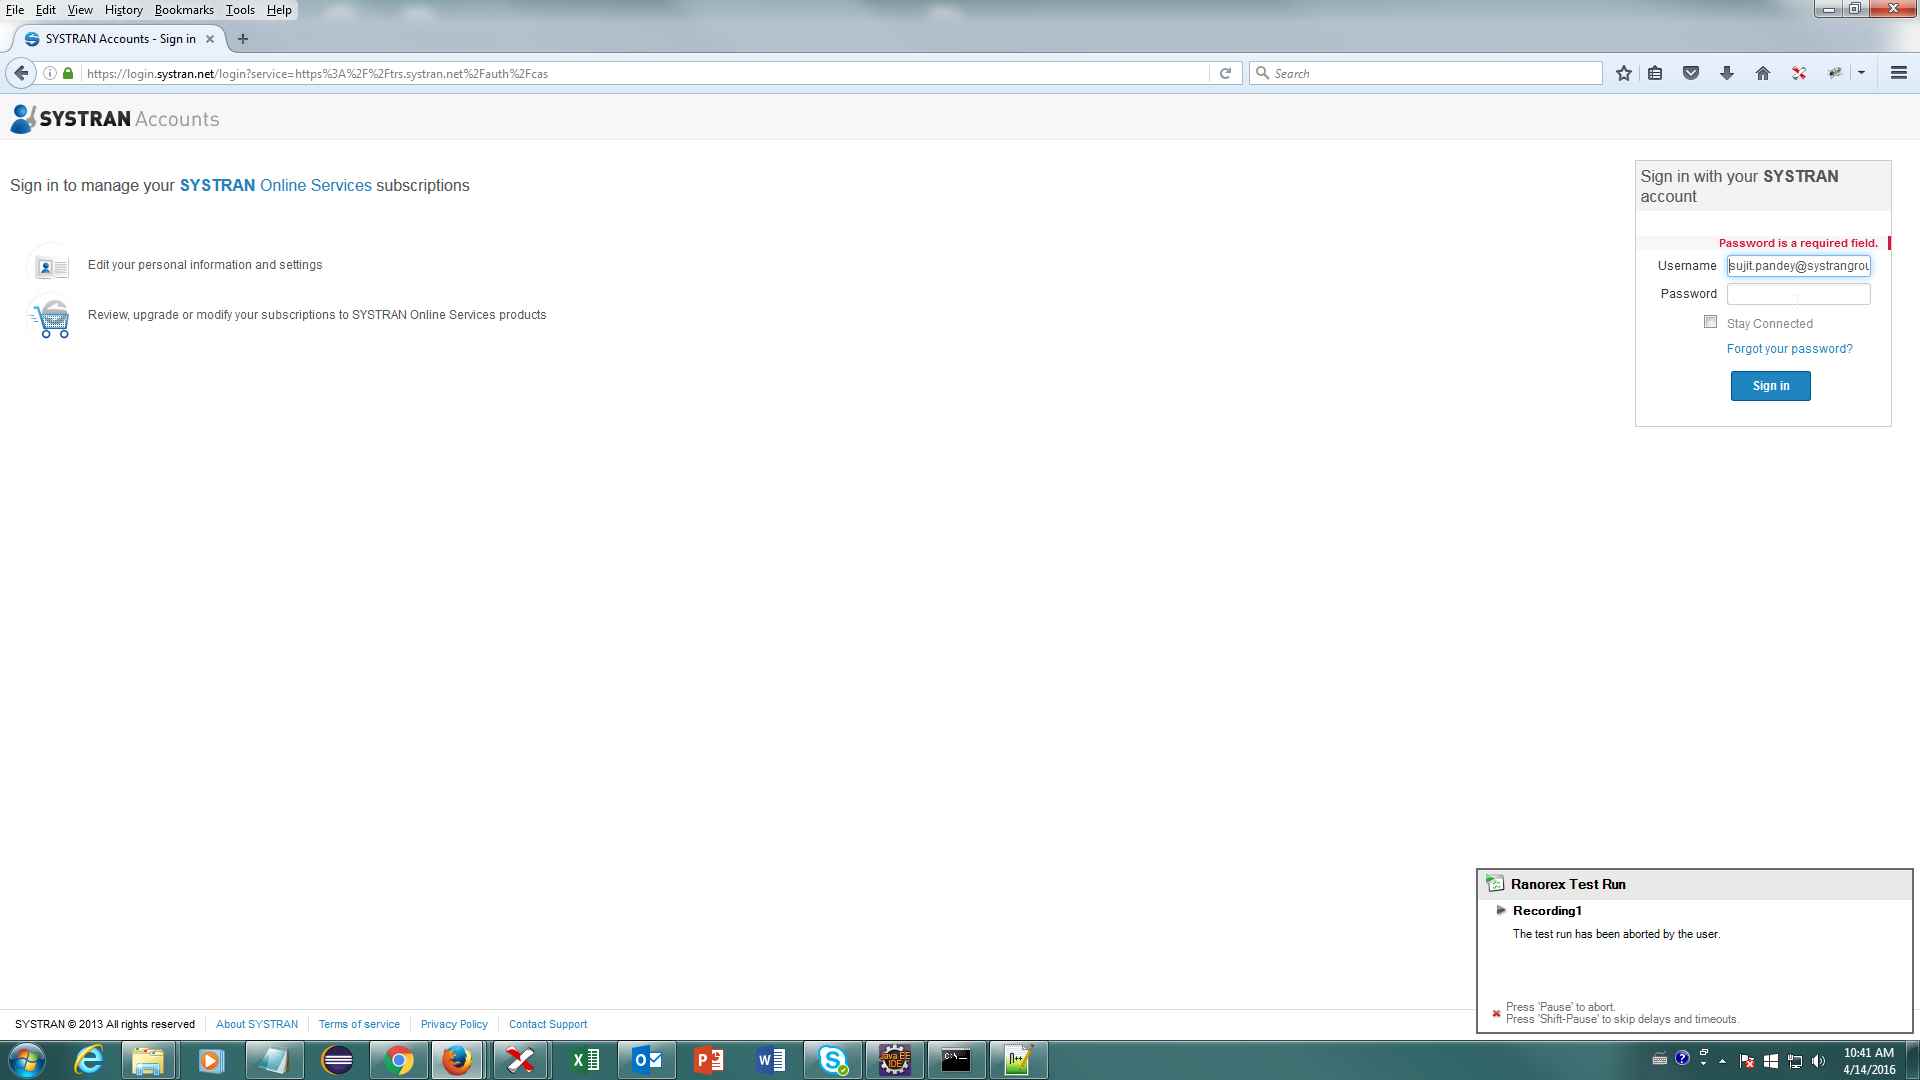 File Edit View History Bookmarks Tools Help
SYSTRAN Accounts - Sign in
https://login.systran.net/login?service=https%3A%2F%2Ftrs.systran.net%2Fauth%2Fcas
Search
SYSTRAN Accounts
Sign in to manage your SYSTRAN Online Services subscriptions
Edit your personal information and settings
Review, upgrade or modify your subscriptions to SYSTRAN Online Services products
Sign in with your SYSTRAN
account
Password is a required field.
Username sujit.pandey@systrangrou
Password
Stay Connected
Forgot your password?
Sign in
Ranorex Test Run
Recording1
The test run has been aborted by the user.
Press 'Pause' to abort.
Press 'Shift-Pause' to skip delays and timeouts.
SYSTRAN © 2013 All rights reserved About SYSTRAN Terms of service Privacy Policy Contact Support
Java EE
IDE
C:\._
10:41 AM
4/14/2016